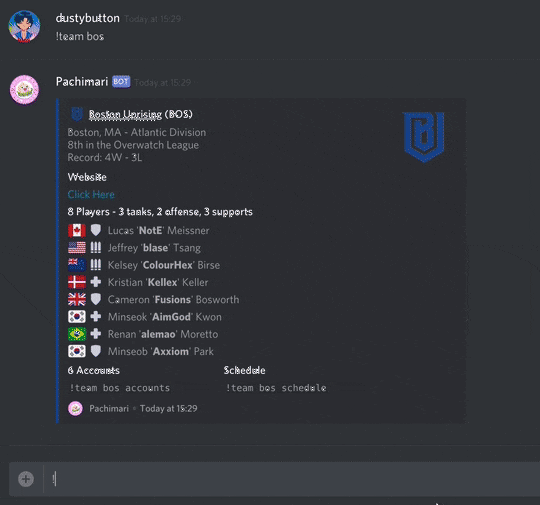 dustybutton Today at 15:29
!team bos
Pachimari BOT Today at 15:29
Boston Uprising (BOS)
Boston, MA - Atlantic Division
8th in the Overwatch League
Record: 4W - 3L
Website
Click Here
8 Players - 3 tanks, 2 offense, 3 supports
Lucas 'NotE' Meissner
Jeffrey 'blase' Tsang
Kelsey 'ColourHex' Birse
Kristian 'Kellex' Keller
Cameron 'Fusions' Bosworth
Minseok 'AimGod' Kwon
Renan 'alemao' Moretto
Minseob 'Axxiom' Park
6 Accounts Schedule
!team bos accounts !team bos schedule
Pachimari • Today at 15:29
!